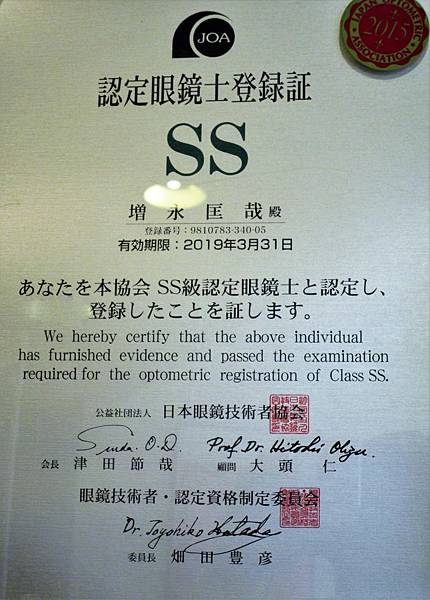 JOA
JAPAN OPTOMETRIC
2015
ASSOCIATION
認定眼鏡士登録証
SS
増永匡哉殿
登録番号：9810783-340-05
有効期限：2019年3月31日
あなたを本協会 SS級認定眼鏡士と認定し、
登録したことを証します。
We hereby certify that the above individual
has furnished evidence and passed the examination
required for the optometric registration of Class SS.
公益社団法人 日本眼鏡技術者協会
Prof. Dr. Hitoshi Ohzu.
会長 津田節哉 顧問 大頭仁
眼鏡技術者・認定資格制定委員会
Dr. Toyohiko Hatada
委員長 畑田豊彦